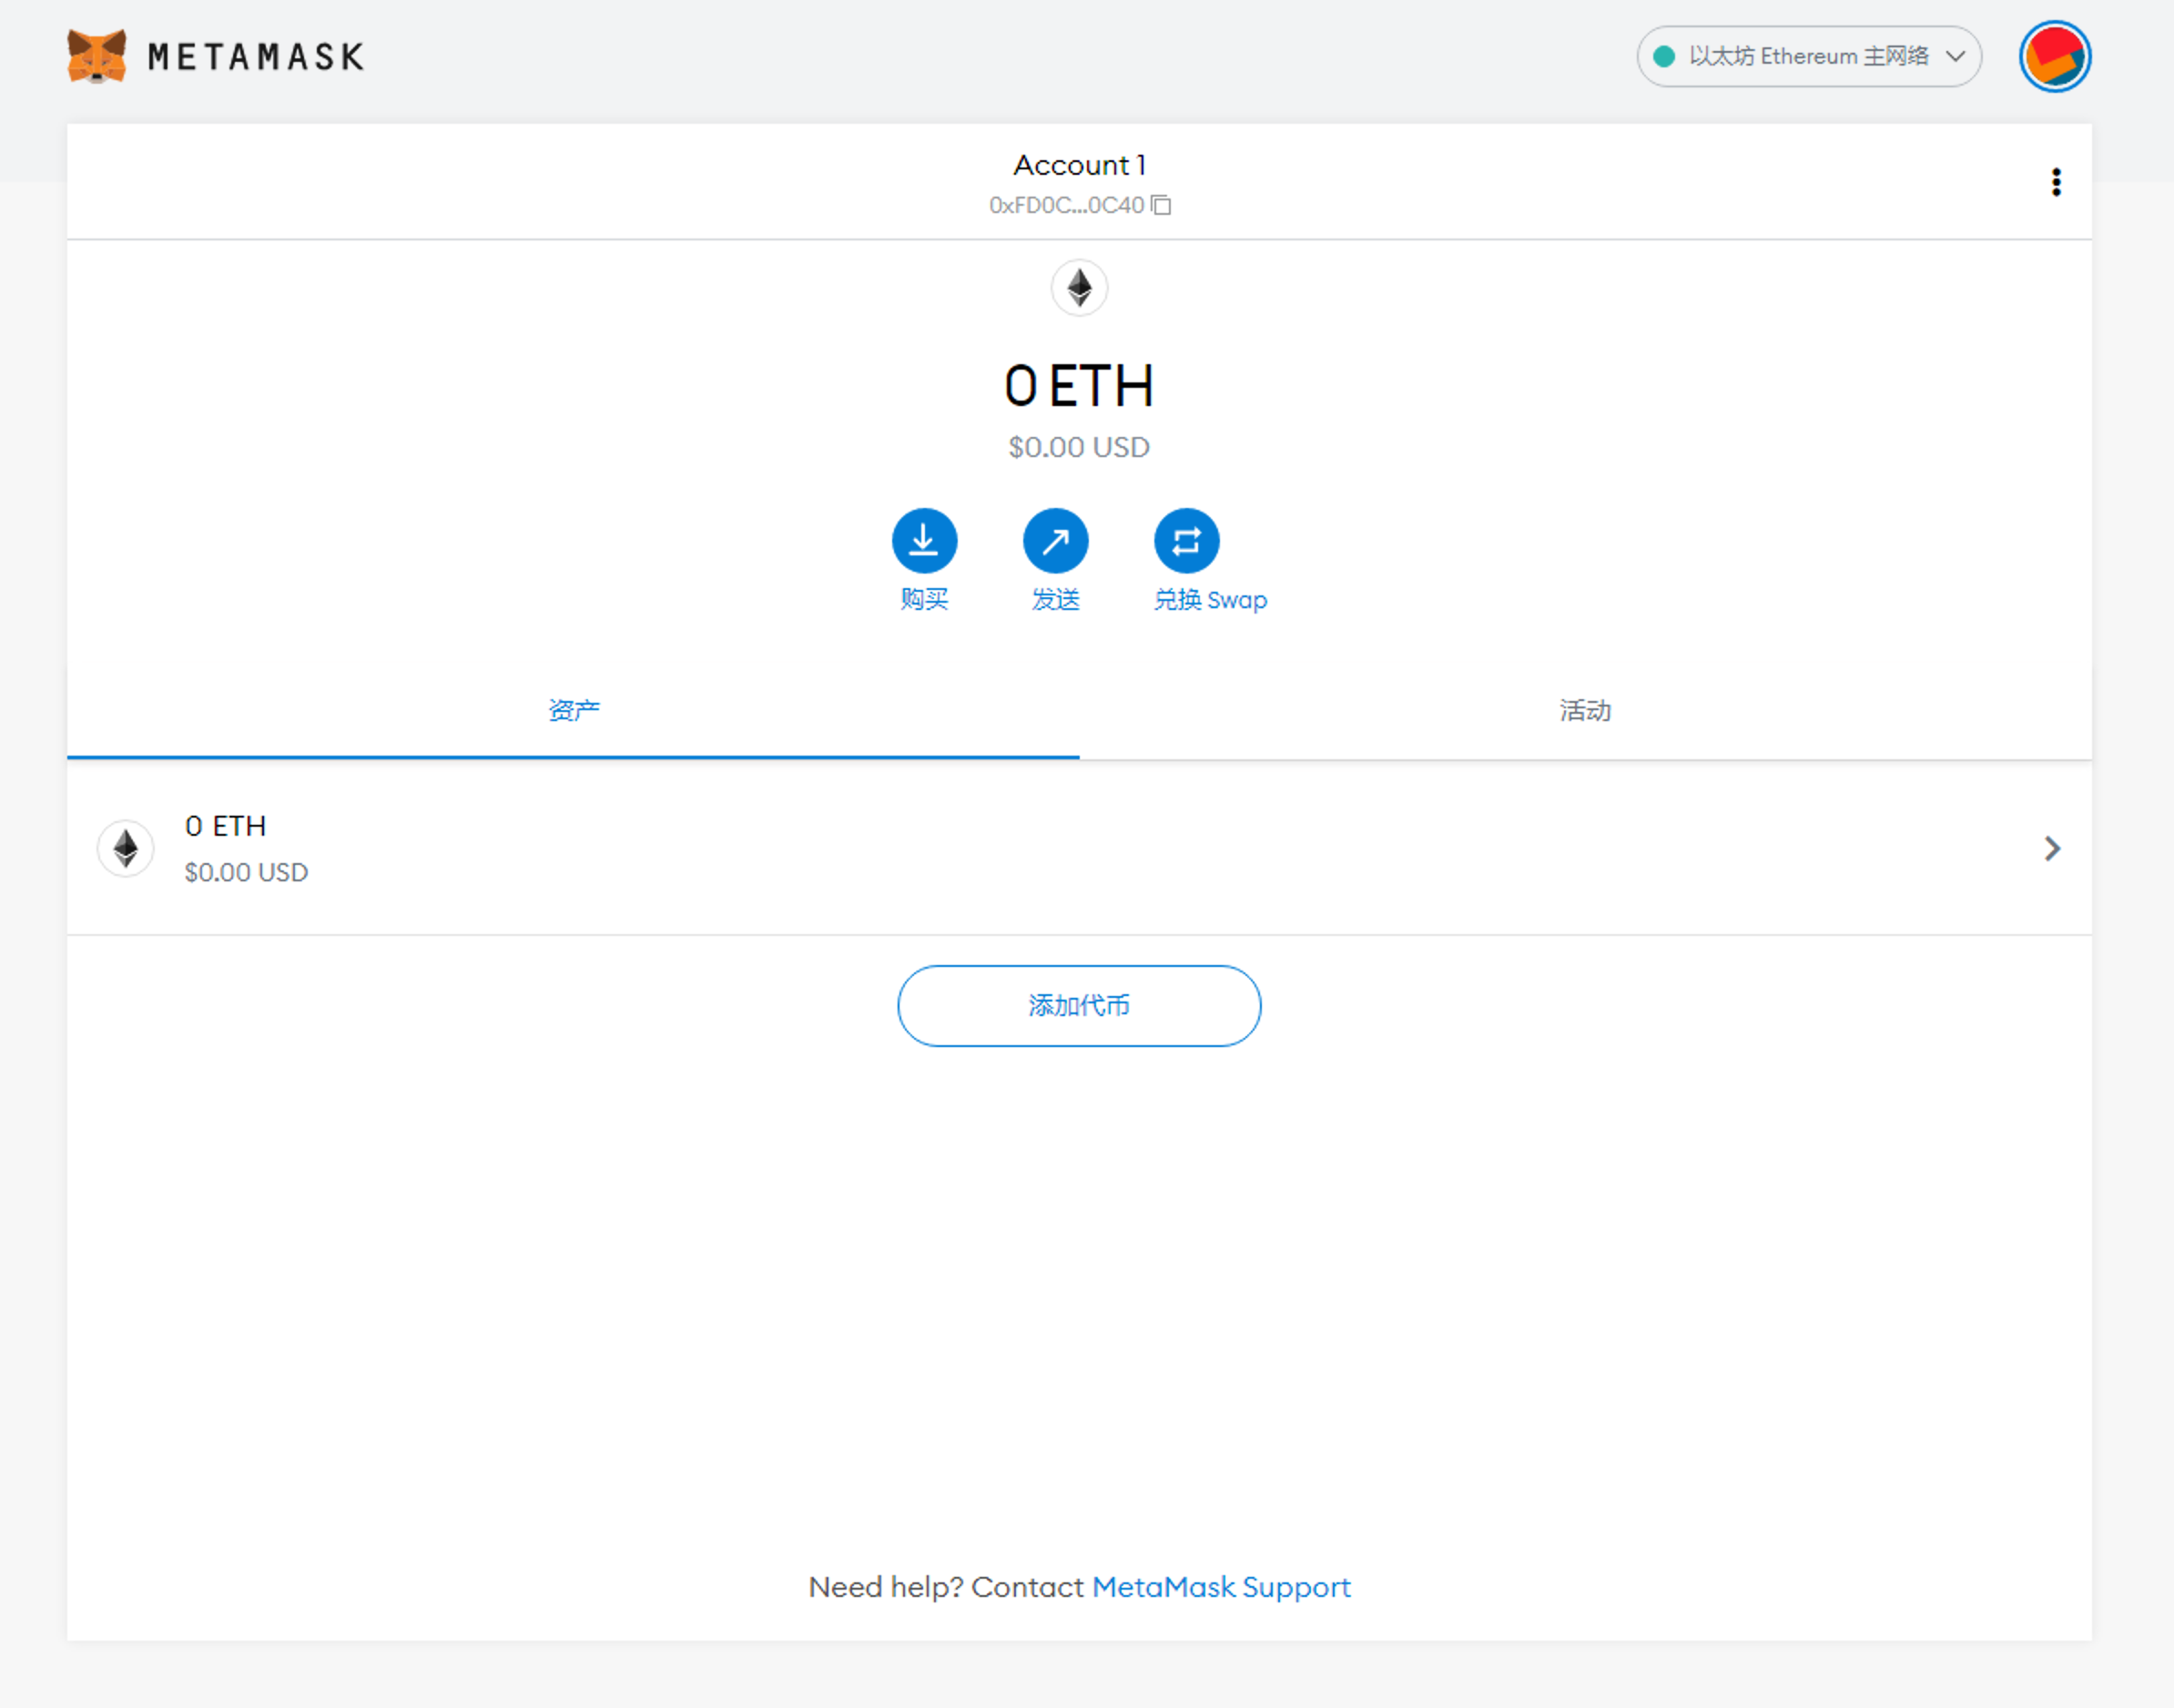 METAMASK
以太坊 Ethereum 主网络
Account 1
0xFD0C...0C40
0 ETH
$0.00 USD
购买
发送
兑换 Swap
资产
活动
0 ETH
$0.00 USD
添加代币
Need help? Contact MetaMask Support